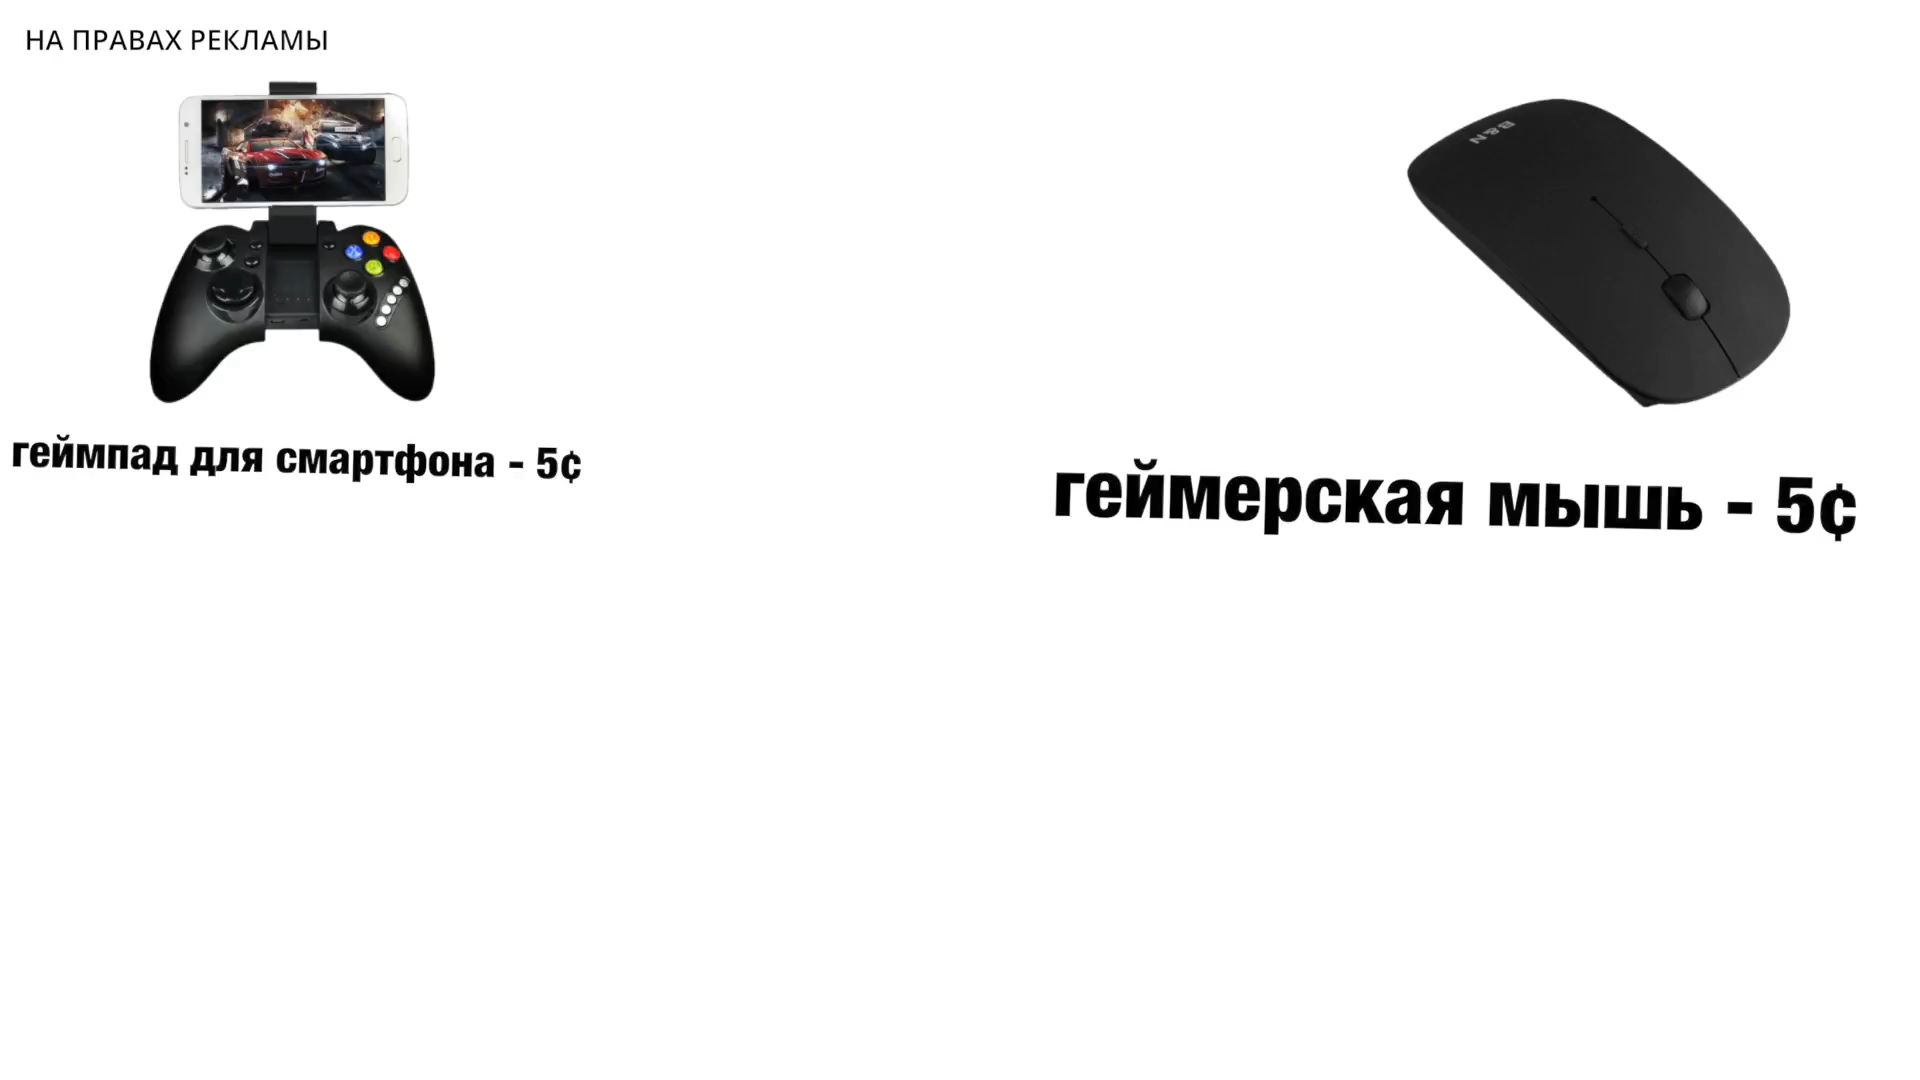 НА ПРАВАХ РЕКЛАМЫ
B&N
геймпад для смартфона - 5¢
геймерская мышь - 5¢